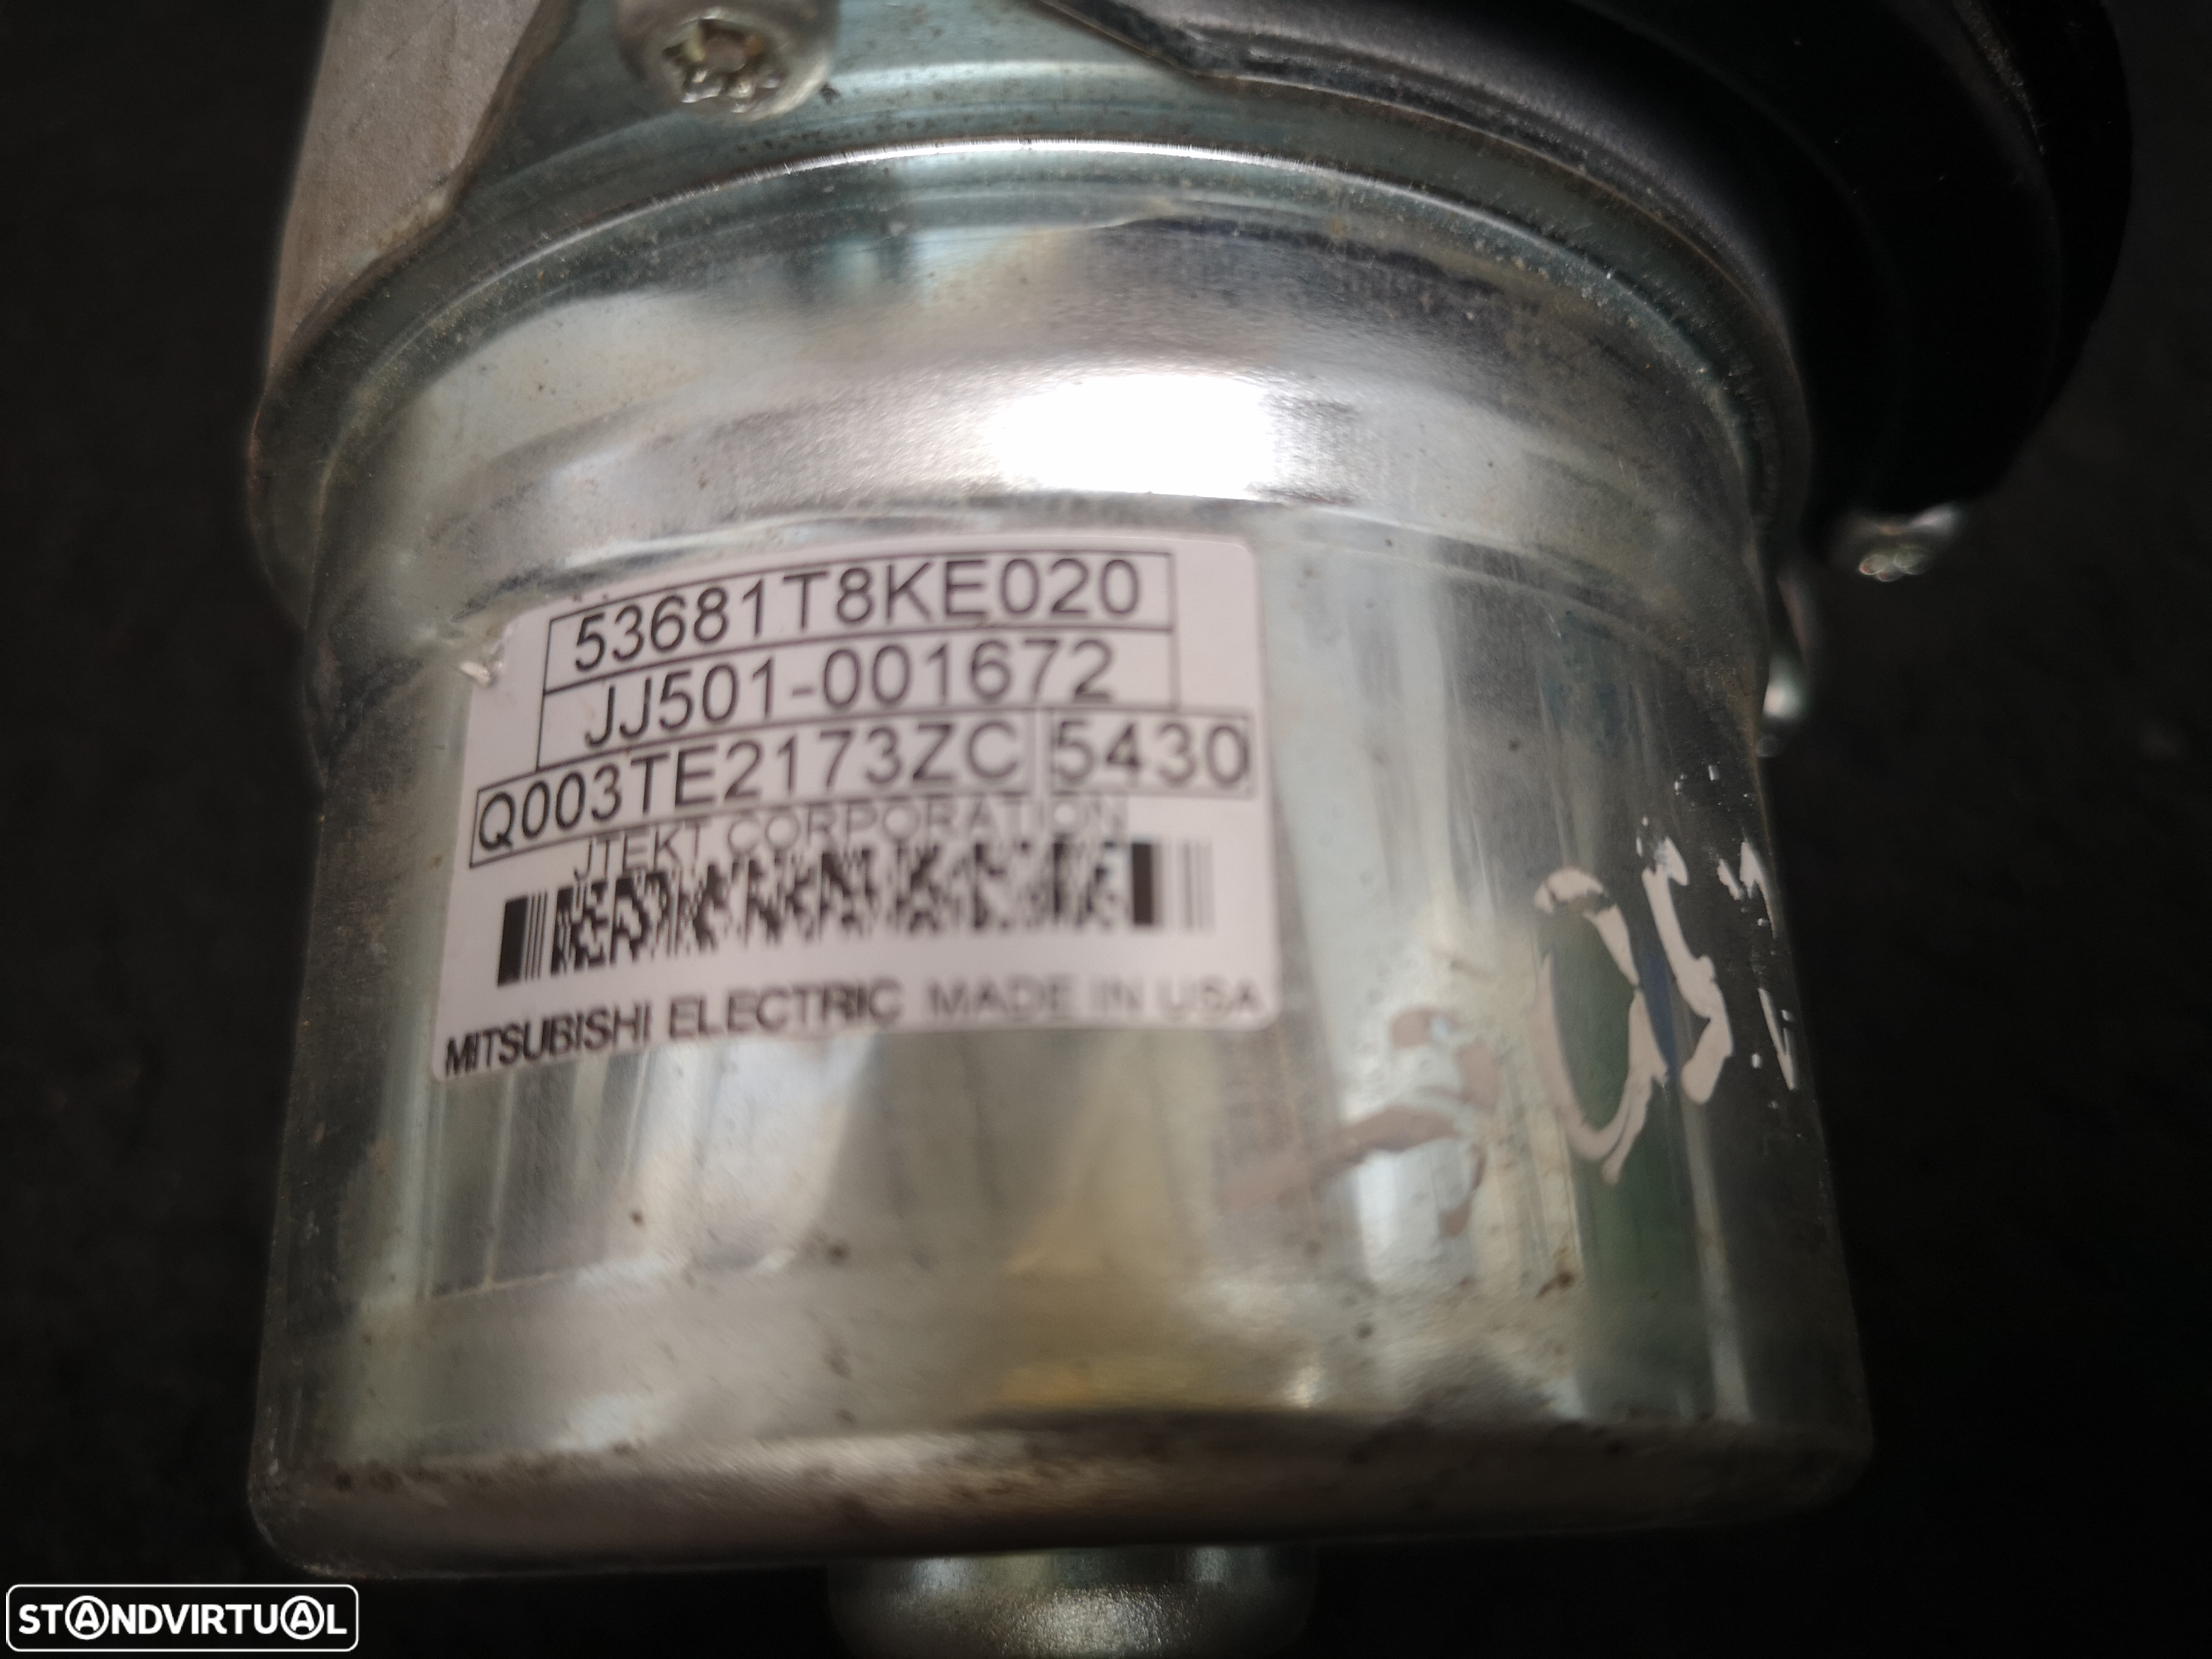 53681T8KE020
JJ501-001672
Q003TE2173ZC 5430
JTEKT CORPORATION
MITSUBISHI ELECTRIC MADE IN USA
STANDVIRTUAL